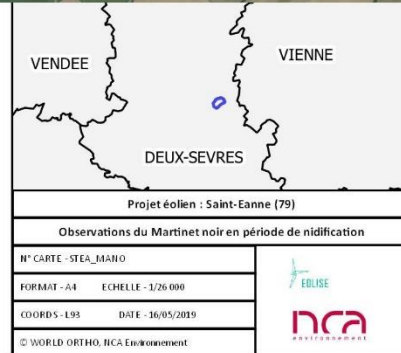 VENDEE
VIENNE
DEUX-SEVRES
Projet éolien : Saint-Eanne (79)
Observations du Martinet noir en période de nidification
N° CARTE - STEA_MANO
FORMAT - A4 ECHELLE - 1/26 000
COORDS - L93 DATE - 16/05/2019
© WORLD ORTHO, NCA Environnement
EOLISE
nca
environnement